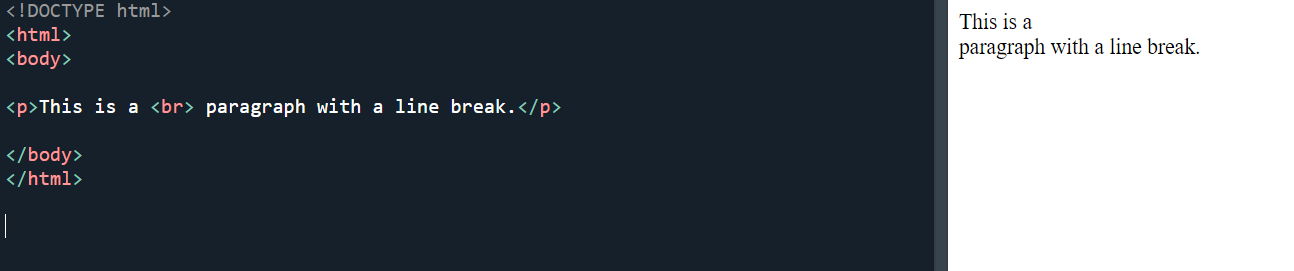 <!DOCTYPE html>
<html>
<body>
<p>This is a <br> paragraph with a line break.</p>
</body>
</html>
This is a
paragraph with a line break.